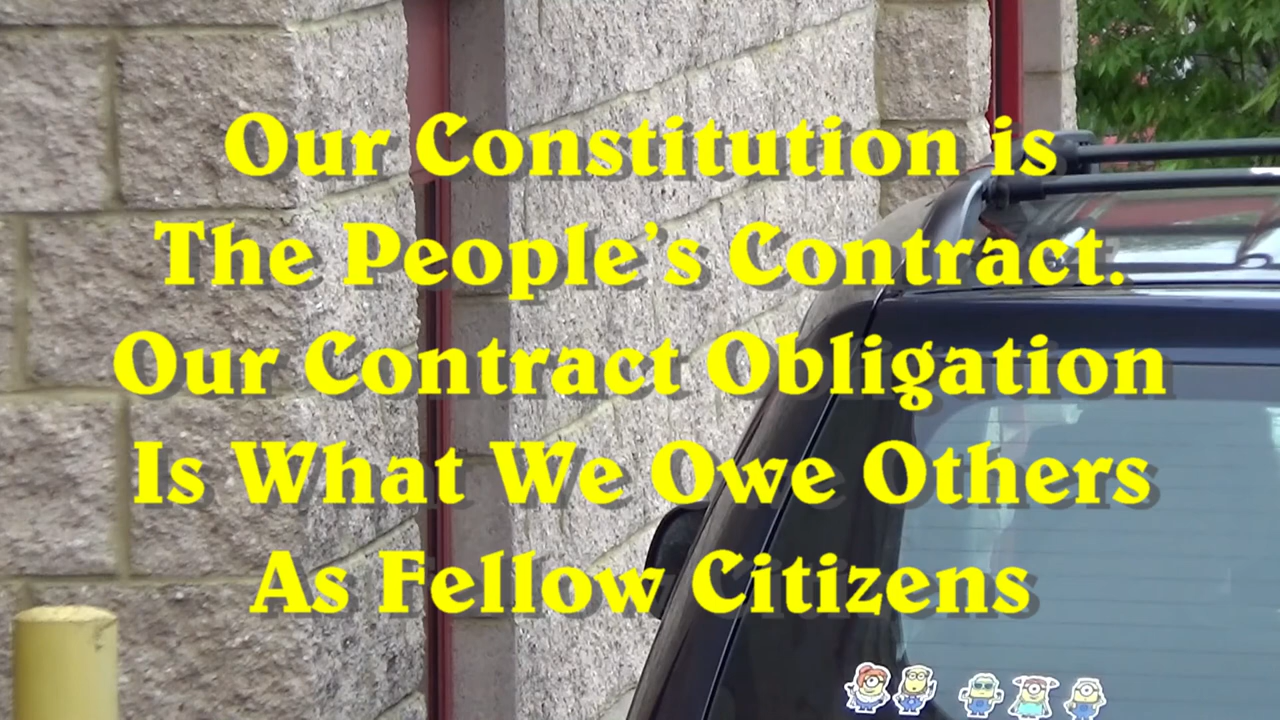 Our Constitution is
The People's Contract.
Our Contract Obligation
Is What We Owe Others
As Fellow Citizens